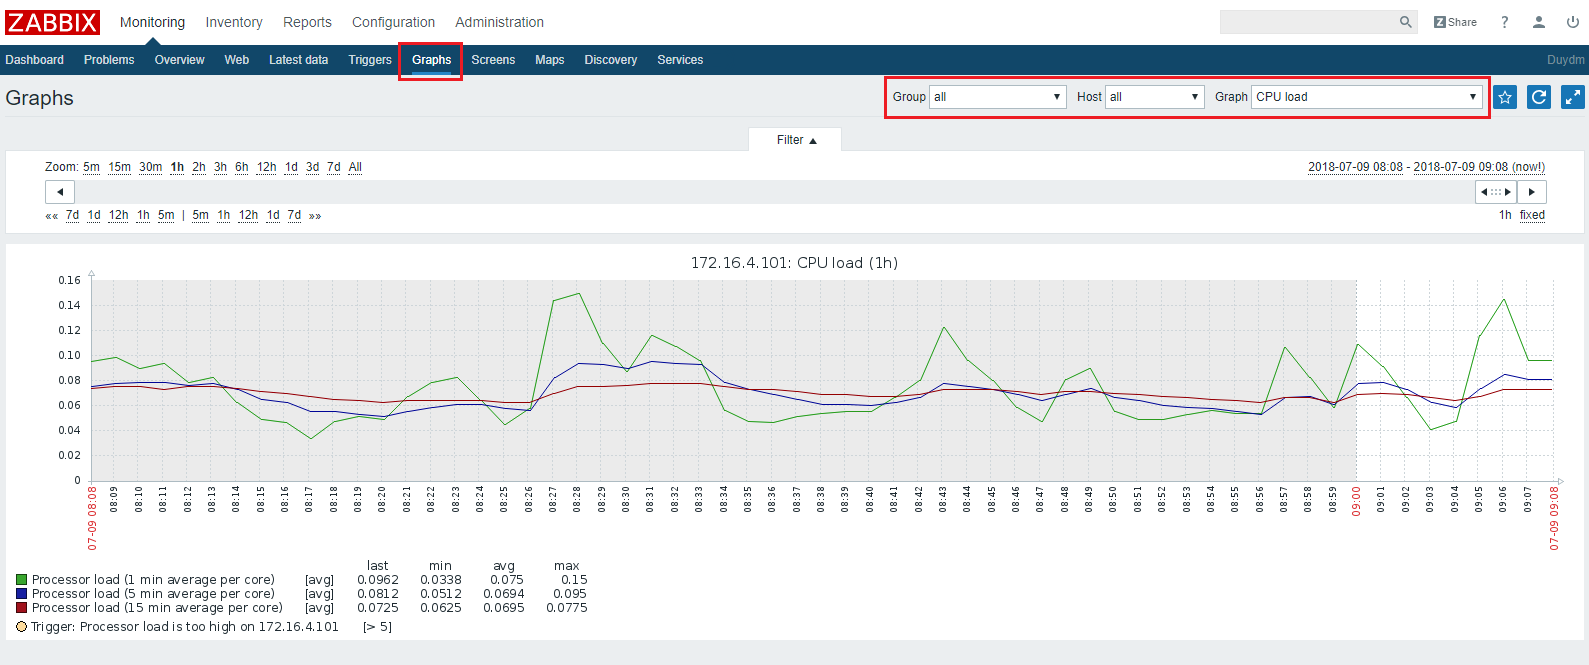 ZABBIX Monitoring Inventory Reports Configuration Administration Z Share ?
Dashboard Problems Overview Web Latest data Triggers Graphs Screens Maps Discovery Services Duydm
Graphs Group all Host all Graph CPU load
Filter ▲
Zoom: 5m 15m 30m 1h 2h 3h 6h 12h 1d 3d 7d All 2018-07-09 08:08 - 2018-07-09 09:08 (now!)
«« 7d 1d 12h 1h 5m | 5m 1h 12h 1d 7d »» 1h fixed
172.16.4.101: CPU load (1h)
0.16
0.14
0.12
0.10
0.08
0.06
0.04
0.02
0
07-09 08:08 08:09 08:10 08:11 08:12 08:13 08:14 08:15 08:16 08:17 08:18 08:19 08:20 08:21 08:22 08:23 08:24 08:25 08:26 08:27 08:28 08:29 08:30 08:31 08:32 08:33 08:34 08:35 08:36 08:37 08:38 08:39 08:40 08:41 08:42 08:43 08:44 08:45 08:46 08:47 08:48 08:49 08:50 08:51 08:52 08:53 08:54 08:55 08:56 08:57 08:58 08:59 09:00 09:01 09:02 09:03 09:04 09:05 09:06 09:07 07-09 09:08
last min avg max
Processor load (1 min average per core) [avg] 0.0962 0.0338 0.075 0.15
Processor load (5 min average per core) [avg] 0.0812 0.0512 0.0694 0.095
Processor load (15 min average per core) [avg] 0.0725 0.0625 0.0695 0.0775
Trigger: Processor load is too high on 172.16.4.101 [> 5]